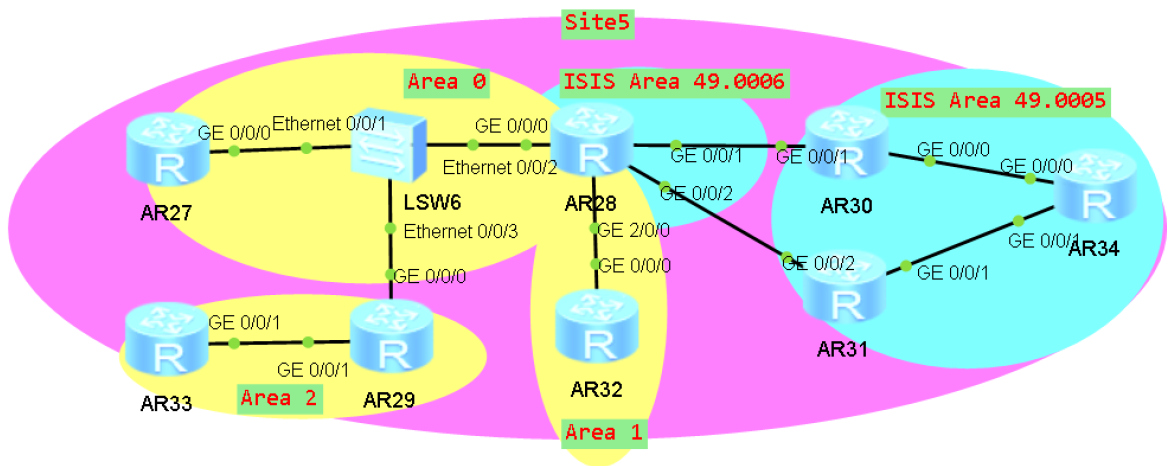 Site5
Area 0
ISIS Area 49.0006
ISIS Area 49.0005
GE 0/0/0
Ethernet 0/0/1
GE 0/0/0
Ethernet 0/0/2
R
R
R
R
AR27
LSW6
AR28
GE 0/0/1
GE 0/0/1
GE 0/0/0
GE 0/0/0
GE 0/0/2
AR30
AR34
Ethernet 0/0/3
GE 2/0/0
GE 0/0/1
GE 0/0/0
GE 0/0/0
GE 0/0/2
GE 0/0/1
R
R
R
R
GE 0/0/1
GE 0/0/1
AR31
AR33
Area 2
AR29
AR32
Area 1